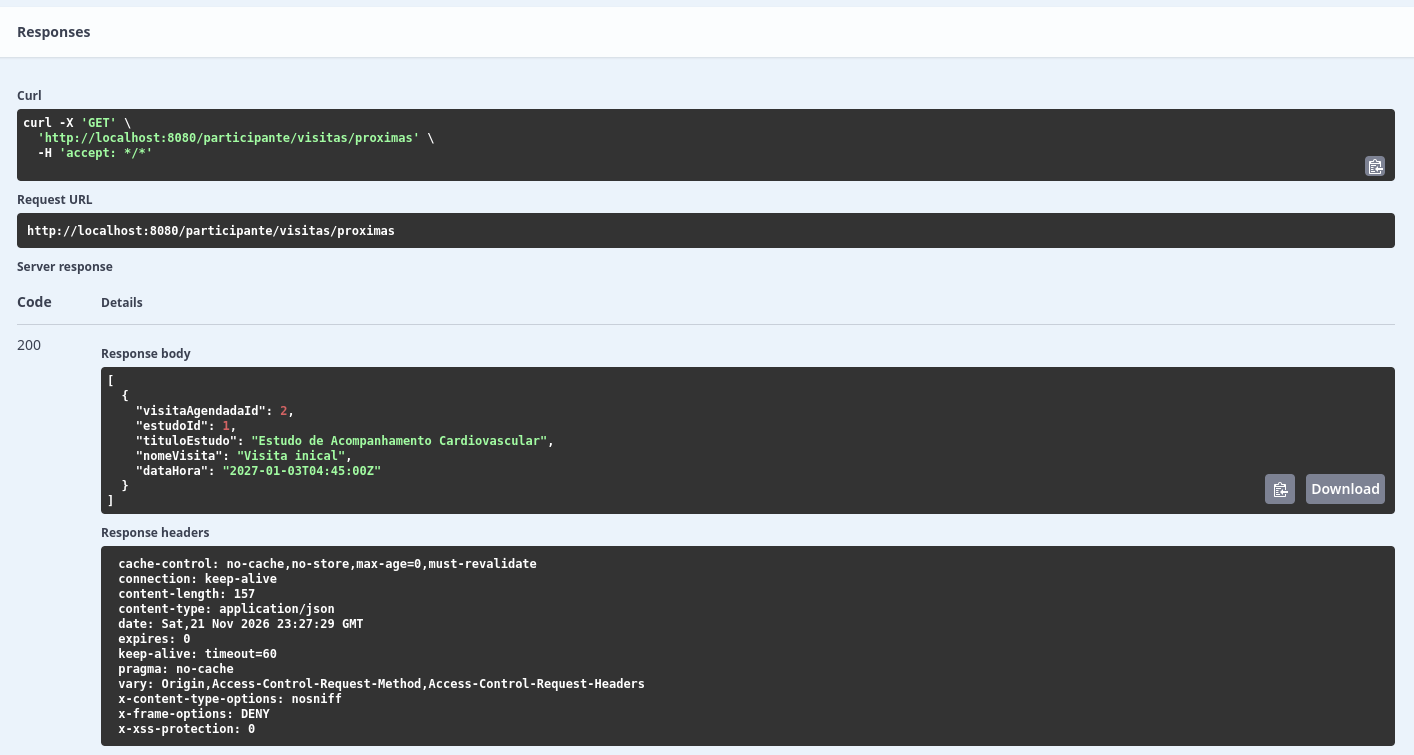 Responses
Curl
curl -X 'GET' \
  'http://localhost:8080/participante/visitas/proximas' \
  -H 'accept: */*'
Request URL
http://localhost:8080/participante/visitas/proximas
Server response
Code Details
200
Response body
[
  {
    "visitaAgendadaId": 2,
    "estudoId": 1,
    "tituloEstudo": "Estudo de Acompanhamento Cardiovascular",
    "nomeVisita": "Visita inical",
    "dataHora": "2027-01-03T04:45:00Z"
  }
]
Download
Response headers
cache-control: no-cache,no-store,max-age=0,must-revalidate
connection: keep-alive
content-length: 157
content-type: application/json
date: Sat,21 Nov 2026 23:27:29 GMT
expires: 0
keep-alive: timeout=60
pragma: no-cache
vary: Origin,Access-Control-Request-Method,Access-Control-Request-Headers
x-content-type-options: nosniff
x-frame-options: DENY
x-xss-protection: 0